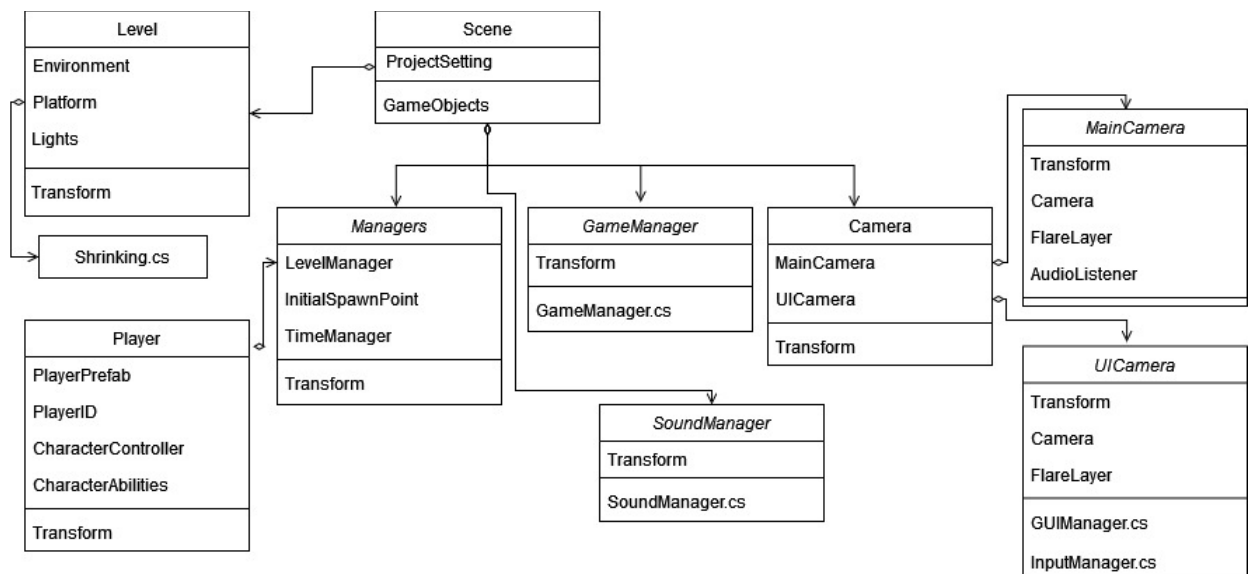 Level
Environment
Platform
Lights
Transform
Scene
ProjectSetting
GameObjects
MainCamera
Transform
Camera
FlareLayer
AudioListener
Shrinking.cs
Managers
LevelManager
InitialSpawnPoint
TimeManager
Transform
GameManager
Transform
GameManager.cs
Camera
MainCamera
UICamera
Transform
Player
PlayerPrefab
PlayerID
CharacterController
CharacterAbilities
Transform
SoundManager
Transform
SoundManager.cs
UICamera
Transform
Camera
FlareLayer
GUIManager.cs
InputManager.cs